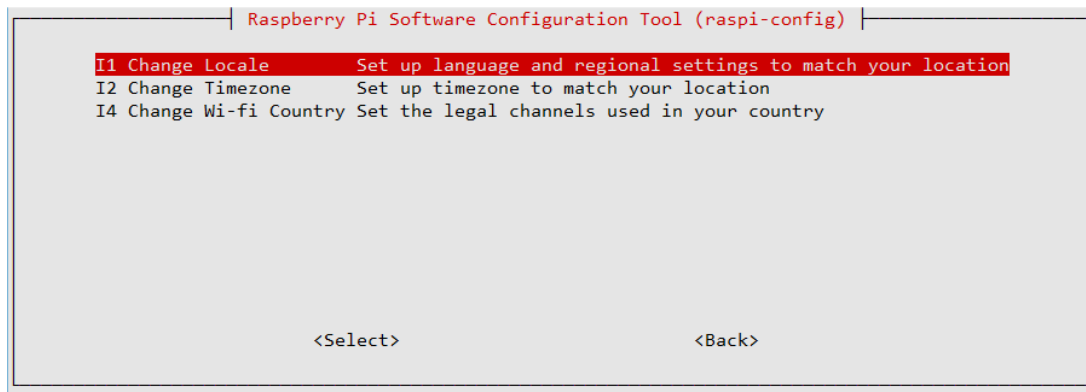 Raspberry Pi Software Configuration Tool (raspi-config)
I1 Change Locale Set up language and regional settings to match your location
I2 Change Timezone Set up timezone to match your location
I4 Change Wi-fi Country Set the legal channels used in your country
<Select> <Back>